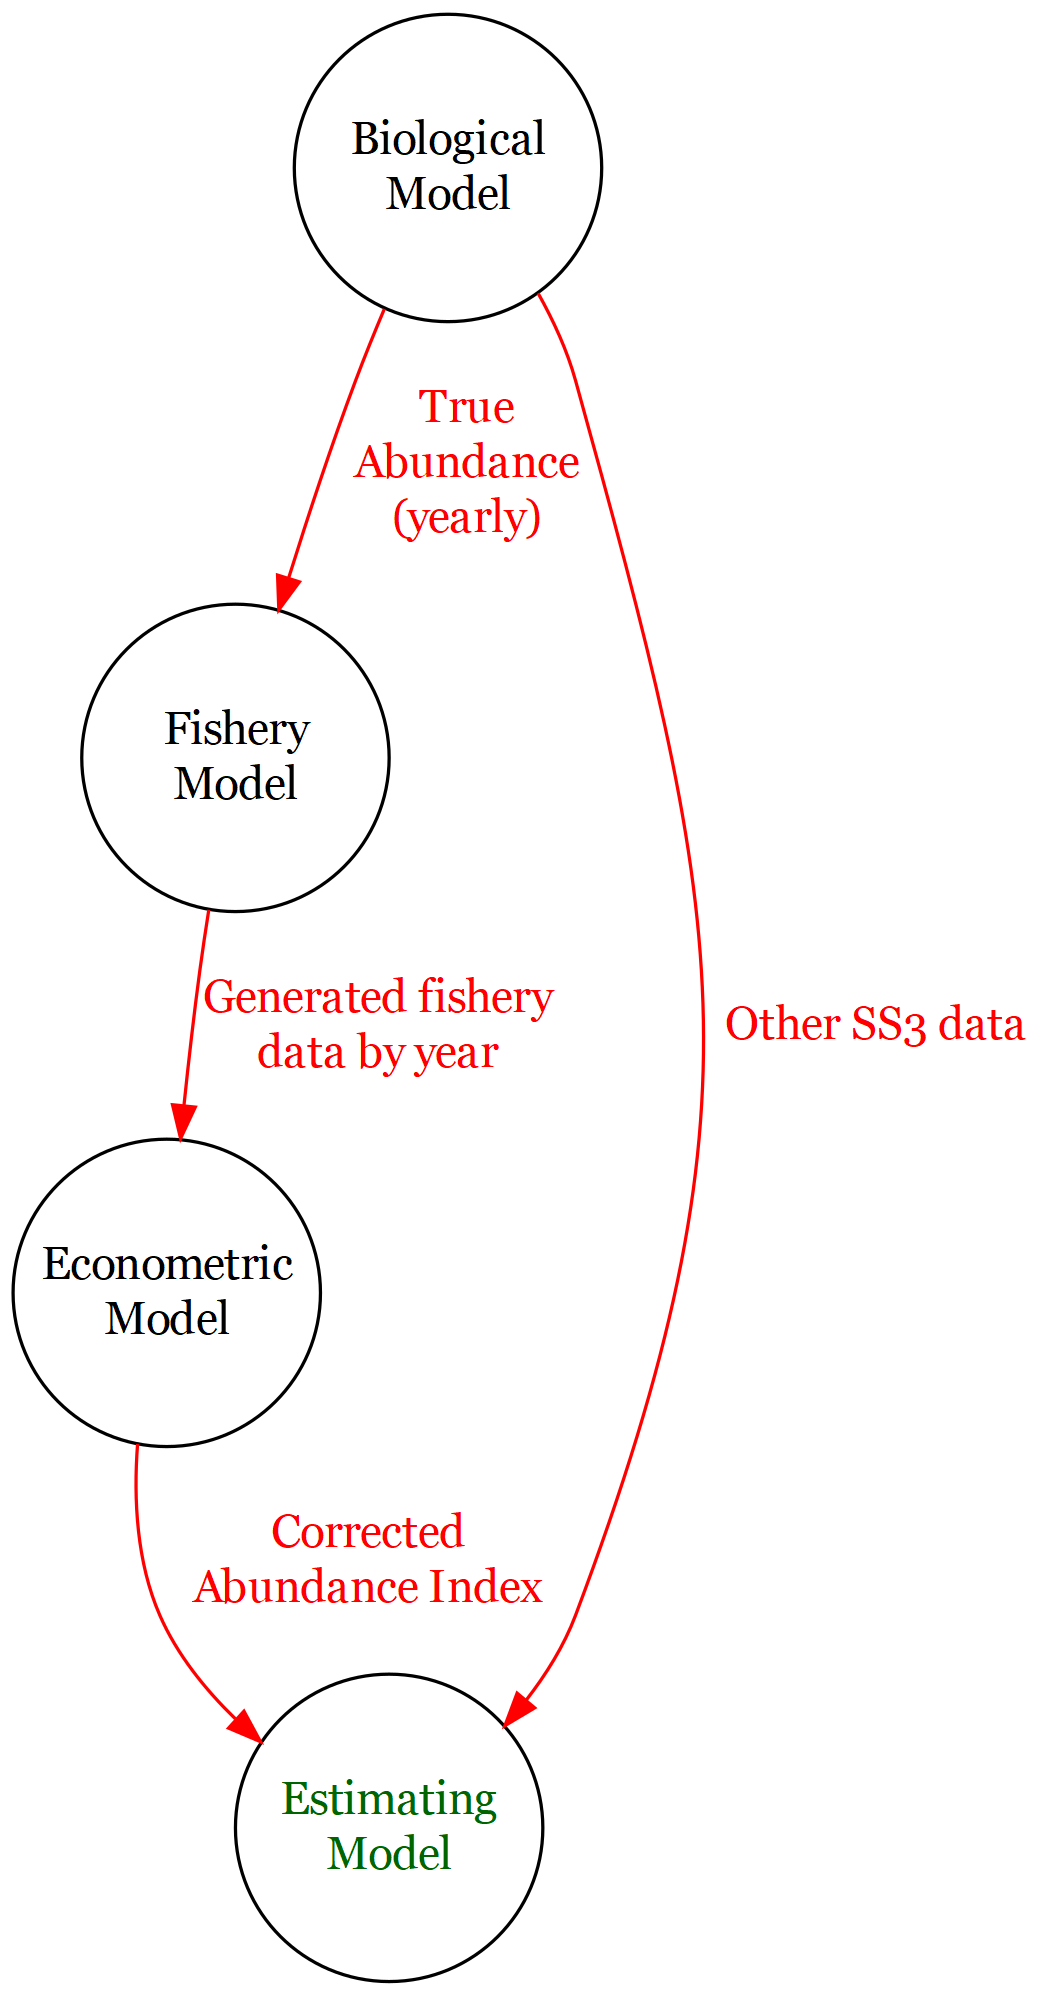 Biological
Model
True
Abundance
(yearly)
Fishery
Model
Generated fishery
data by year
Other SS3 data
Econometric
Model
Corrected
Abundance Index
Estimating
Model